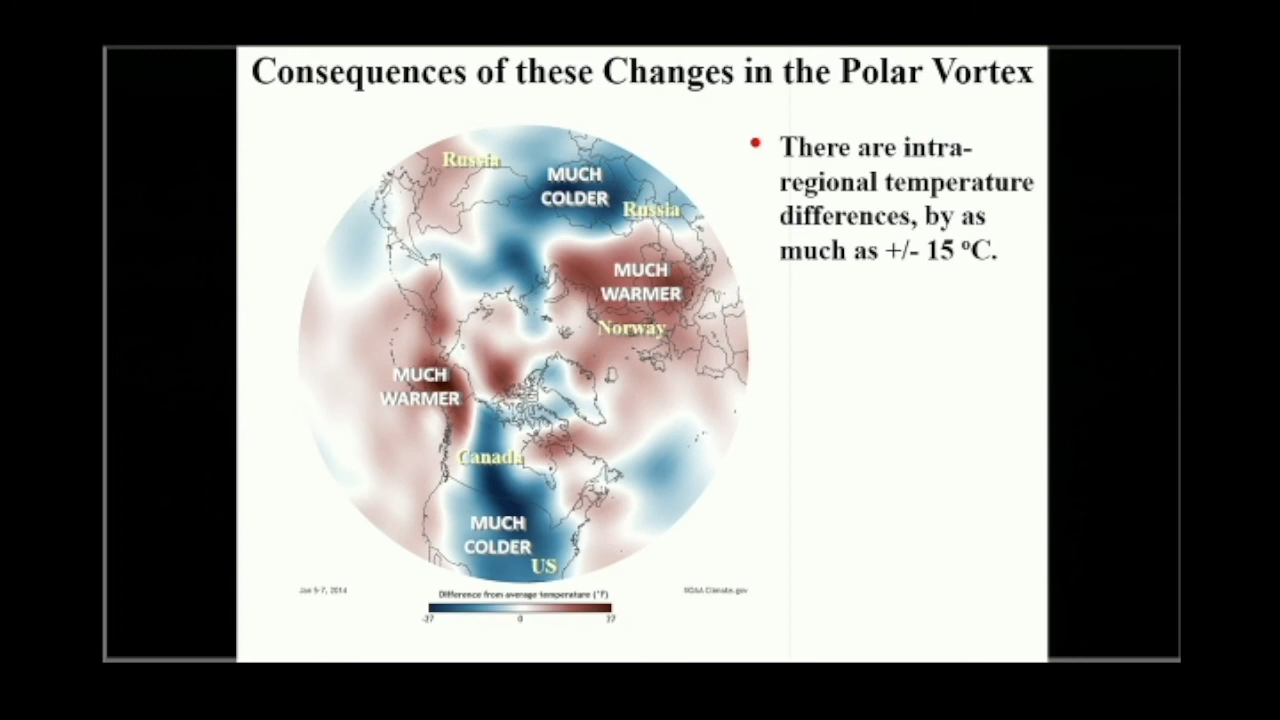 Consequences of these Changes in the Polar Vortex
• There are intra-
regional temperature
differences, by as
much as +/- 15 ºC.
Russia
MUCH
COLDER
Russia
MUCH
WARMER
Norway
MUCH
WARMER
Canada
MUCH
COLDER
US
Jan 5-7, 2014
Difference from average temperature (°F)
NOAA Climate.gov
-27 0 27